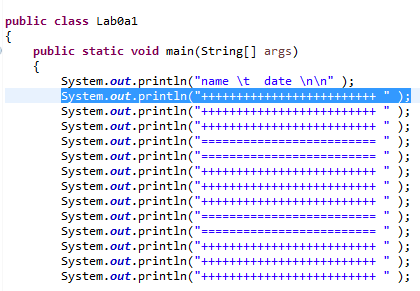 public class Lab0a1
{
public static void main(String[] args)
{
System.out.println("name \t  date \n\n" );
System.out.println("++++++++++++++++++++++++++ " );
System.out.println("++++++++++++++++++++++++++ " );
System.out.println("++++++++++++++++++++++++++ " );
System.out.println("========================== " );
System.out.println("========================== " );
System.out.println("++++++++++++++++++++++++++ " );
System.out.println("++++++++++++++++++++++++++ " );
System.out.println("++++++++++++++++++++++++++ " );
System.out.println("========================== " );
System.out.println("========================== " );
System.out.println("++++++++++++++++++++++++++ " );
System.out.println("++++++++++++++++++++++++++ " );
System.out.println("++++++++++++++++++++++++++ " );